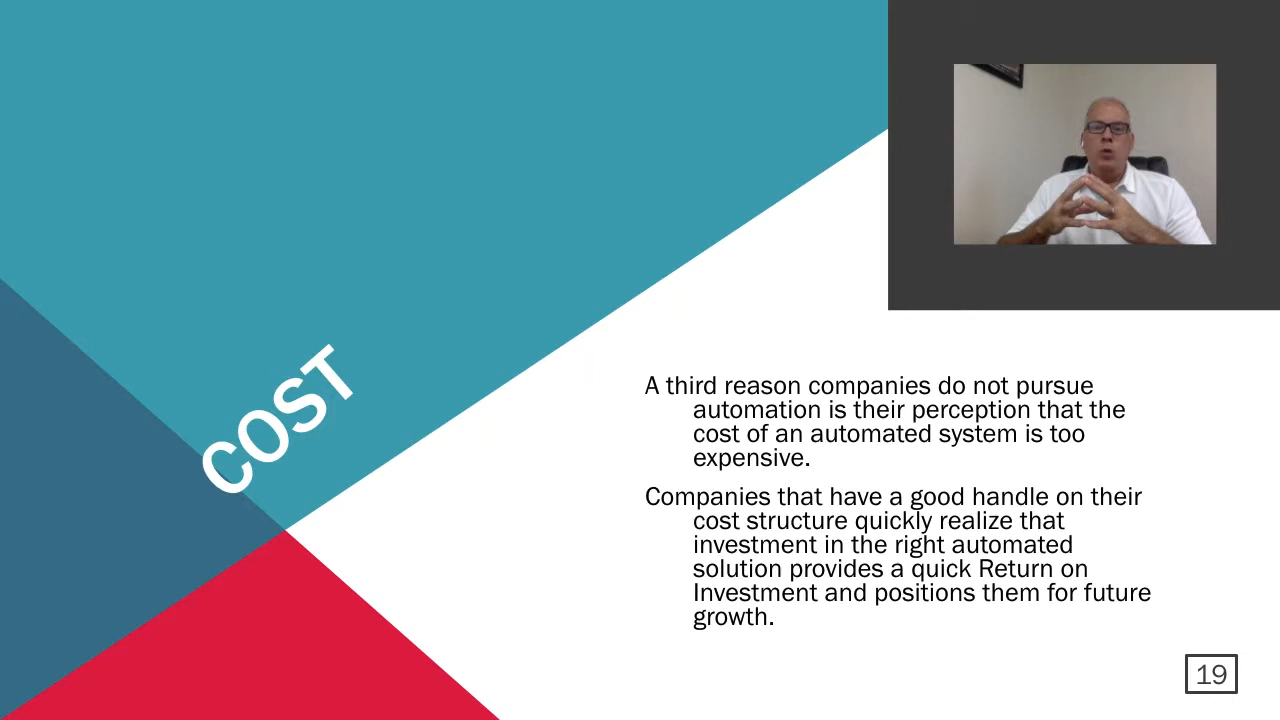 COST
A third reason companies do not pursue
automation is their perception that the
cost of an automated system is too
expensive.
Companies that have a good handle on their
cost structure quickly realize that
investment in the right automated
solution provides a quick Return on
Investment and positions them for future
growth.
19